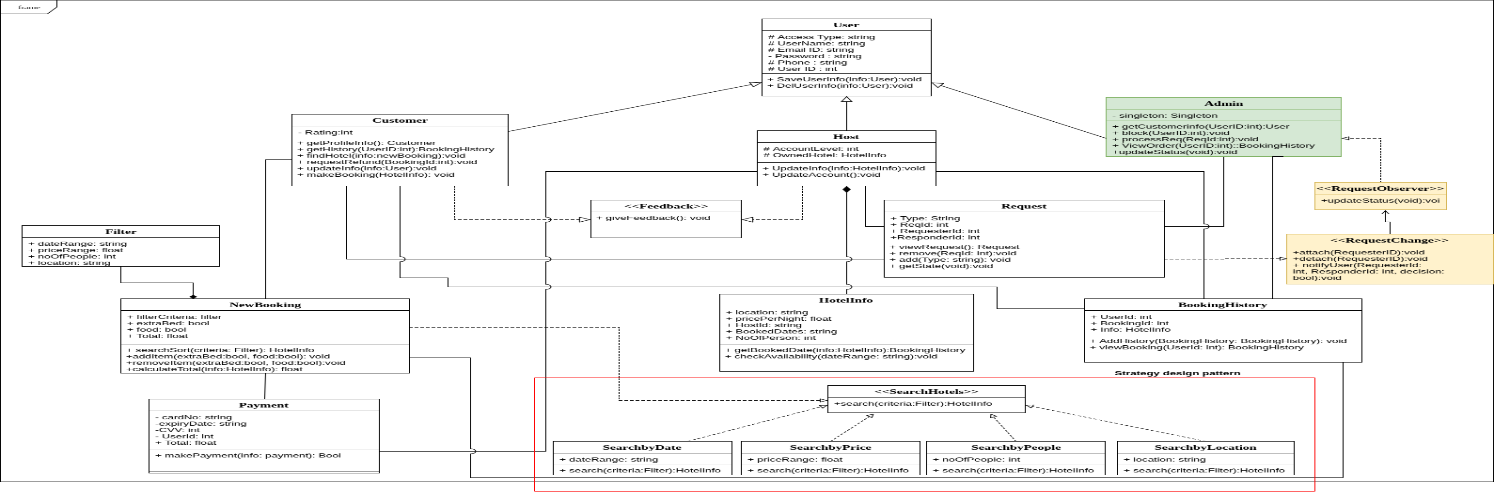 frame
User
# Access Type: string
# UserName: string
# Email ID: string
- Password : string
# Phone : string
# User ID : int
+ SaveUserInfo(info:User):void
+ DelUserInfo(info:User):void
Customer
- Rating:int
+ getProfileInfo(): Customer
+ getHistory(UserID:int):BookingHistory
+ findHotel(info:newBooking):void
+ requestRefund(BookingId:int):void
+ updateInfo(info:User):void
+ makeBooking(HotelInfo): void
Host
# AccountLevel: int
# OwnedHotel: HotelInfo
+ UpdateInfo(info:HotelInfo):void
+ UpdateAccount():void
Admin
- singleton: Singleton
+ getCustomerInfo(UserID:int):User
+ block(UserID:int):void
+ processReq(ReqId:int):void
+ ViewOrder(UserID:int)::BookingHistory
+updateStatus(void):void
<<RequestObserver>>
+updateStatus(void):voi
<<RequestChange>>
+attach(RequesterID):void
+detach(RequesterID):void
+ notifyUser(RequesterId:
int, ResponderId: int, decision:
bool):void
<<Feedback>>
+ giveFeedback(): void
Request
+ Type: String
+ ReqId: int
+ RequesterId: int
+ResponderId: int
+ viewRequest(): Request
+ remove(ReqId: int):void
+ add(Type: string): void
+ getState(void):void
Filter
+ dateRange: string
+ priceRange: float
+ noOfPeople: int
+ location: string
NewBooking
+ filterCriteria: filter
+ extraBed: bool
+ food: bool
+ Total: float
+ searchSort(criteria: Filter): HotelInfo
+addItem(extraBed:bool, food:bool): void
+removeItem(extraBed:bool, food:bool):void
+calculateTotal(info:HotelInfo): float
HotelInfo
+ location: string
+ pricePerNight: float
+ HostId: string
+ BookedDates: string
+ NoOfPerson: int
+ getBookedDate(info:HotelInfo):BookingHistory
+ checkAvailability(dateRange: string):void
BookingHistory
+ UserId: int
+ BookingId: int
+ Info: HotelInfo
+ AddHistory(BookingHistory: BookingHistory): void
+ viewBooking(UserId: int): BookingHistory
Payment
- cardNo: string
-expiryDate: string
-CVV: int
- UserId: int
+ Total: float
+ makePayment(info: payment): Bool
Strategy design pattern
<<SearchHotels>>
+search(criteria:Filter):HotelInfo
SearchbyDate
+ dateRange: string
+ search(criteria:Filter):HotelInfo
SearchbyPrice
+ priceRange: float
+ search(criteria:Filter):HotelInfo
SearchbyPeople
+ noOfPeople: int
+ search(criteria:Filter):HotelInfo
SearchbyLocation
+ location: string
+ search(criteria:Filter):HotelInfo